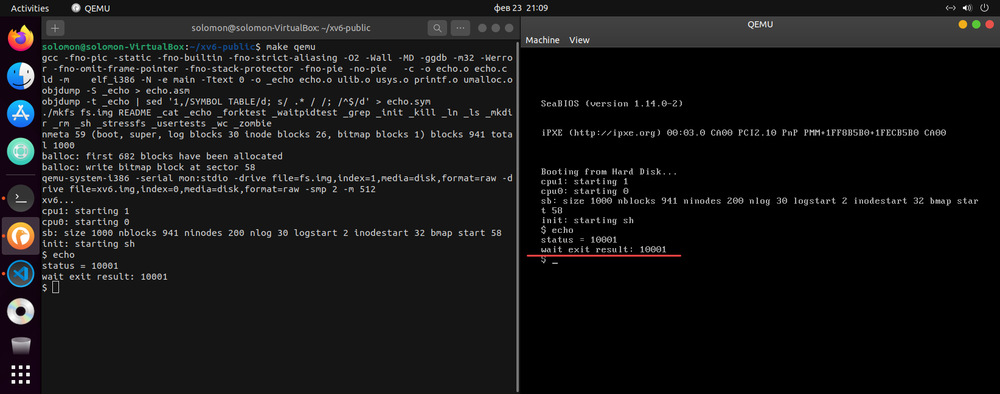 Activities
QEMU
фев 23 21:09
solomon@solomon-VirtualBox: ~/xv6-public
solomon@solomon-VirtualBox:~/xv6-public$ make qemu
gcc -fno-pic -static -fno-builtin -fno-strict-aliasing -O2 -Wall -MD -ggdb -m32 -Werro
r -fno-omit-frame-pointer -fno-stack-protector -fno-pie -no-pie   -c -o echo.o echo.c
ld -m    elf_i386 -N -e main -Ttext 0 -o _echo echo.o ulib.o usys.o printf.o umalloc.o
objdump -S _echo > echo.asm
objdump -t _echo | sed '1,/SYMBOL TABLE/d; s/ .* / /; /^$/d' > echo.sym
./mkfs fs.img README _cat _echo _forktest _waitpidtest _grep _init _kill _ln _ls _mkdi
r _rm _sh _stressfs _usertests _wc _zombie
nmeta 59 (boot, super, log blocks 30 inode blocks 26, bitmap blocks 1) blocks 941 tota
l 1000
balloc: first 682 blocks have been allocated
balloc: write bitmap block at sector 58
qemu-system-i386 -serial mon:stdio -drive file=fs.img,index=1,media=disk,format=raw -d
rive file=xv6.img,index=0,media=disk,format=raw -smp 2 -m 512
xv6...
cpu1: starting 1
cpu0: starting 0
sb: size 1000 nblocks 941 ninodes 200 nlog 30 logstart 2 inodestart 32 bmap start 58
init: starting sh
$ echo
status = 10001
wait exit result: 10001
$
QEMU
Machine View
SeaBIOS (version 1.14.0-2)
iPXE (http://ipxe.org) 00:03.0 CA00 PCI2.10 PnP PMM+1FF8B5B0+1FECB5B0 CA00
Booting from Hard Disk...
cpu1: starting 1
cpu0: starting 0
sb: size 1000 nblocks 941 ninodes 200 nlog 30 logstart 2 inodestart 32 bmap star
t 58
init: starting sh
$ echo
status = 10001
wait exit result: 10001
$ _